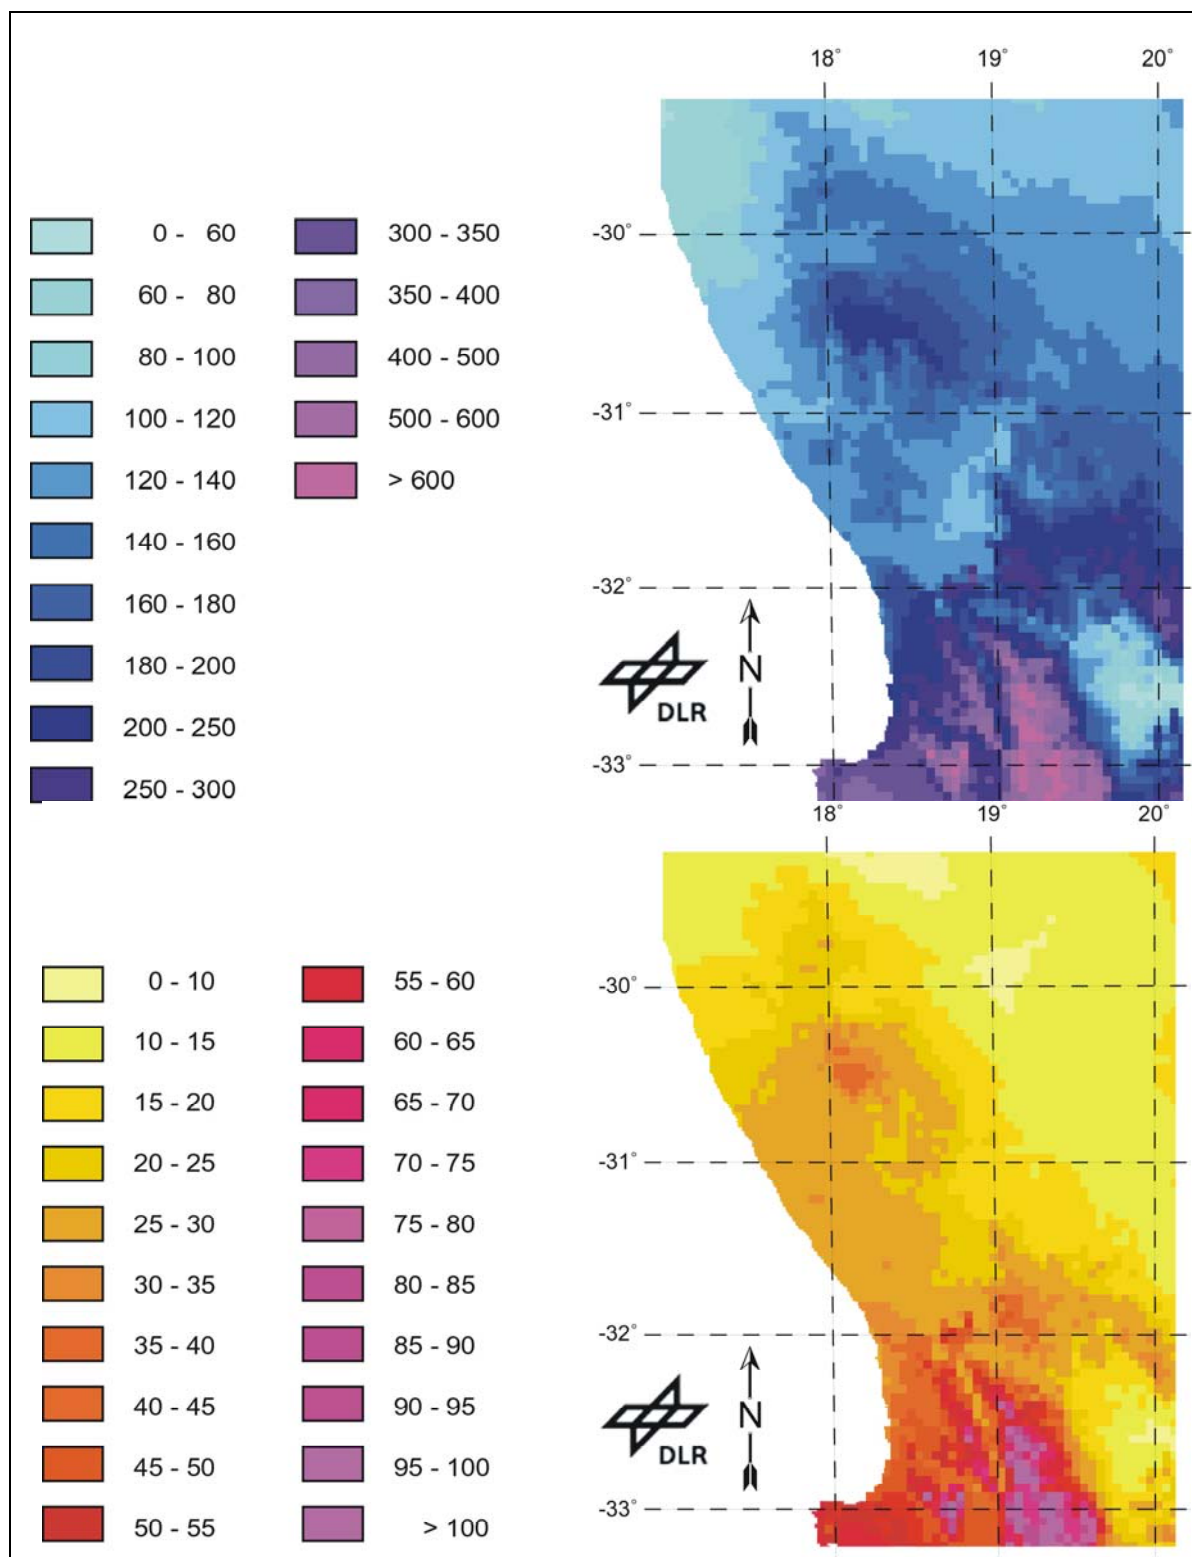 18° 19° 20°
0 - 60 300 - 350 -30°
60 - 80 350 - 400
80 - 100 400 - 500
100 - 120 500 - 600 -31°
120 - 140 > 600
140 - 160
160 - 180 -32°
180 - 200 N
200 - 250 DLR
250 - 300 -33°
18° 19° 20°
0 - 10 55 - 60 -30°
10 - 15 60 - 65
15 - 20 65 - 70
20 - 25 70 - 75 -31°
25 - 30 75 - 80
30 - 35 80 - 85
35 - 40 85 - 90 -32°
40 - 45 90 - 95 N
45 - 50 95 - 100 DLR
50 - 55 > 100 -33°